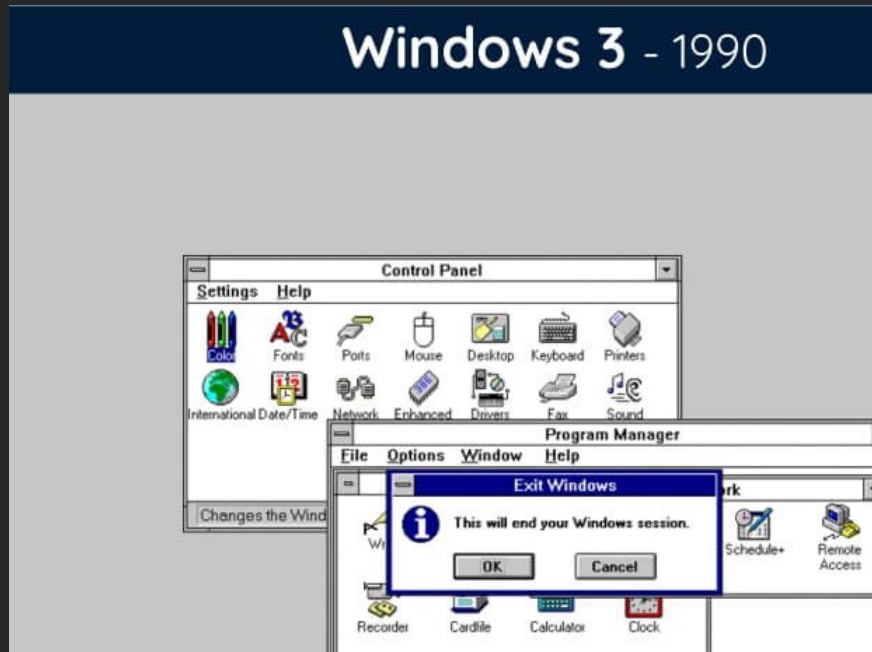 Windows 3 - 1990
Control Panel
Settings Help
Color Fonts Ports Mouse Desktop Keyboard Printers
International Date/Time Network Enhanced Drivers Fax Sound
Changes the Wind
Program Manager
File Options Window Help
Exit Windows
rk
This will end your Windows session.
Wr
OK Cancel
Schedule+ Remote Access
Recorder Cardfile Calculator Clock